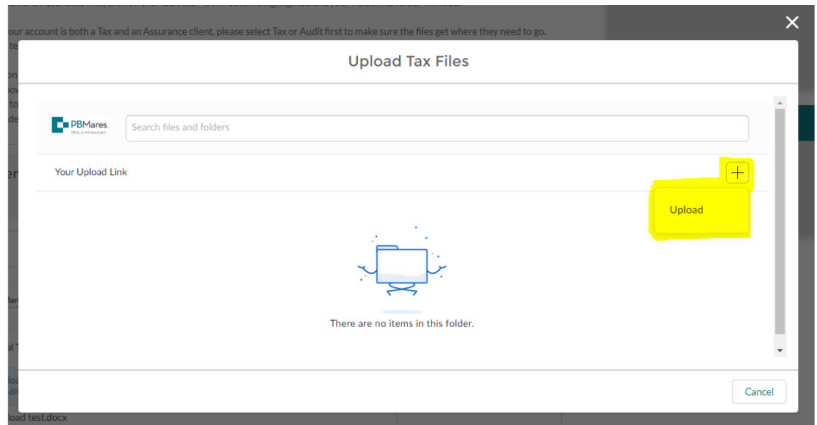 our account is both a Tax and an Assurance client, please select Tax or Audit first to make sure the files get where they need to go.
Upload Tax Files
PBMares
Search files and folders
Your Upload Link
+
Upload
There are no items in this folder.
Cancel
load test.docx